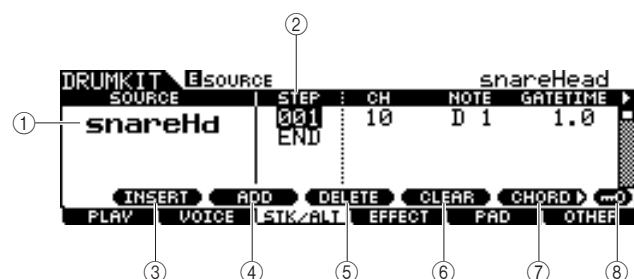 ②
DRUMKIT E SOURCE snareHead
SOURCE STEP CH NOTE GATETIME
① snareHd 001 10 D 1 1.0
END
INSERT ADD DELETE CLEAR CHORD
PLAY VOICE STK/ALT EFFECT PAD OTHER
③ ④ ⑤ ⑥ ⑦ ⑧